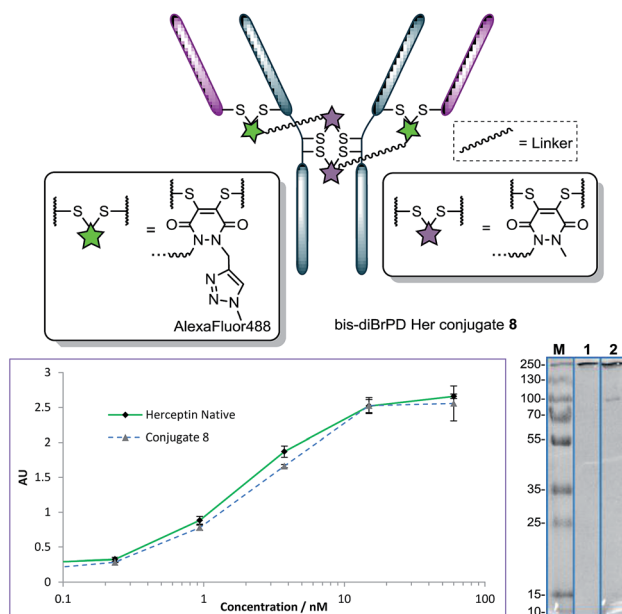 S S
S S
S S
S S
= Linker
S S
=
S S
O N N O
N
N
N
AlexaFluor488
S S
=
S S
O N N O
bis-diBrPD Her conjugate 8
3
2.5
2
1.5
1
0.5
0
AU
Herceptin Native
Conjugate 8
0.1 1 10 100
Concentration / nM
M 1 2
250-
130-
100-
70-
55-
35-
25-
15-
10-